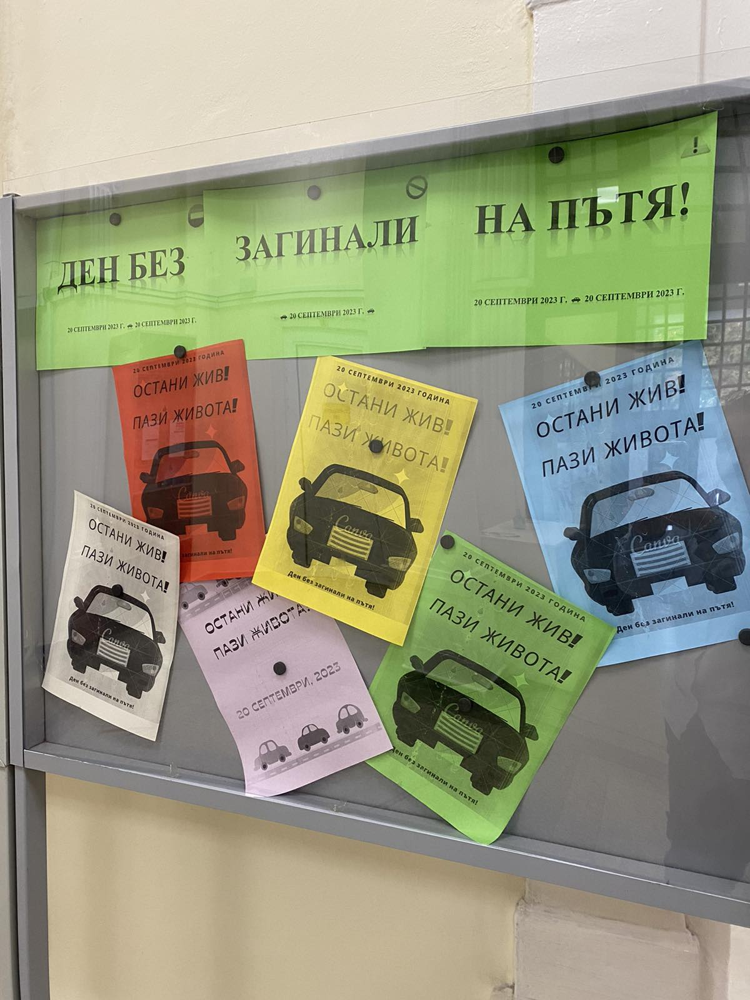 ДЕН БЕЗ
20 СЕПТЕМВРИ 2023 Г. 20 СЕПТЕМВРИ 2023 Г.
ЗАГИНАЛИ
20 СЕПТЕМВРИ 2023 Г.
НА ПЪТЯ!
20 СЕПТЕМВРИ 2023 Г. 20 СЕПТЕМВРИ 2023 Г.
20 СЕПТЕМВРИ 2023 ГОДИНА
ОСТАНИ ЖИВ!
ПАЗИ ЖИВОТА!
Canva
загинали на пътя!
20 СЕПТЕМВРИ 2023 ГОДИНА
ОСТАНИ ЖИВ!
ПАЗИ ЖИВОТА!
Canva
Ден без загинали на пътя!
20 СЕПТЕМВРИ 2023 ГОДИНА
ОСТАНИ ЖИВ!
ПАЗИ ЖИВОТА!
Canva
Ден без загинали на пътя!
20 СЕПТЕМВРИ 2023 ГОДИНА
ОСТАНИ ЖИВ!
ПАЗИ ЖИВОТА!
Canva
Ден без загинали на пътя!
ОСТАНИ
ПАЗИ ЖИВОТА!
20 СЕПТЕМВРИ, 2023
20 СЕПТЕМВРИ 2023 ГОДИНА
ОСТАНИ ЖИВ!
ПАЗИ ЖИВОТА!
Canva
Ден без загинали на пътя!